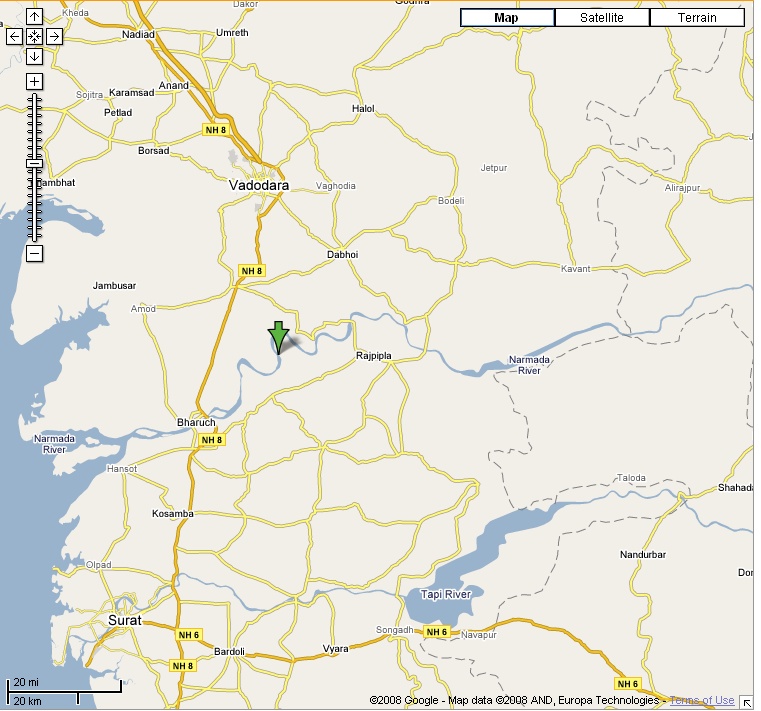 Dakor
Godhra
Kheda
Map
Satellite
Terrain
Nadiad
Umreth
Anand
Sojitra
Karamsad
Petlad
Halol
NH 8
Borsad
Jetpur
Vadodara
Vaghodia
Alirajpur
Bodeli
Dabhoi
NH 8
Kavant
Jambusar
Amod
Rajpipla
Narmada
River
Bharuch
Narmada
River
NH 8
Hansot
Taloda
Shahada
Kosamba
Nandurbar
Olpad
Tapi River
Surat
NH 6
Songadh
NH 6
Navapur
Bardoli
Vyara
NH 8
20 mi
20 km
NH 6
©2008 Google - Map data ©2008 AND, Europa Technologies - Terms of Use